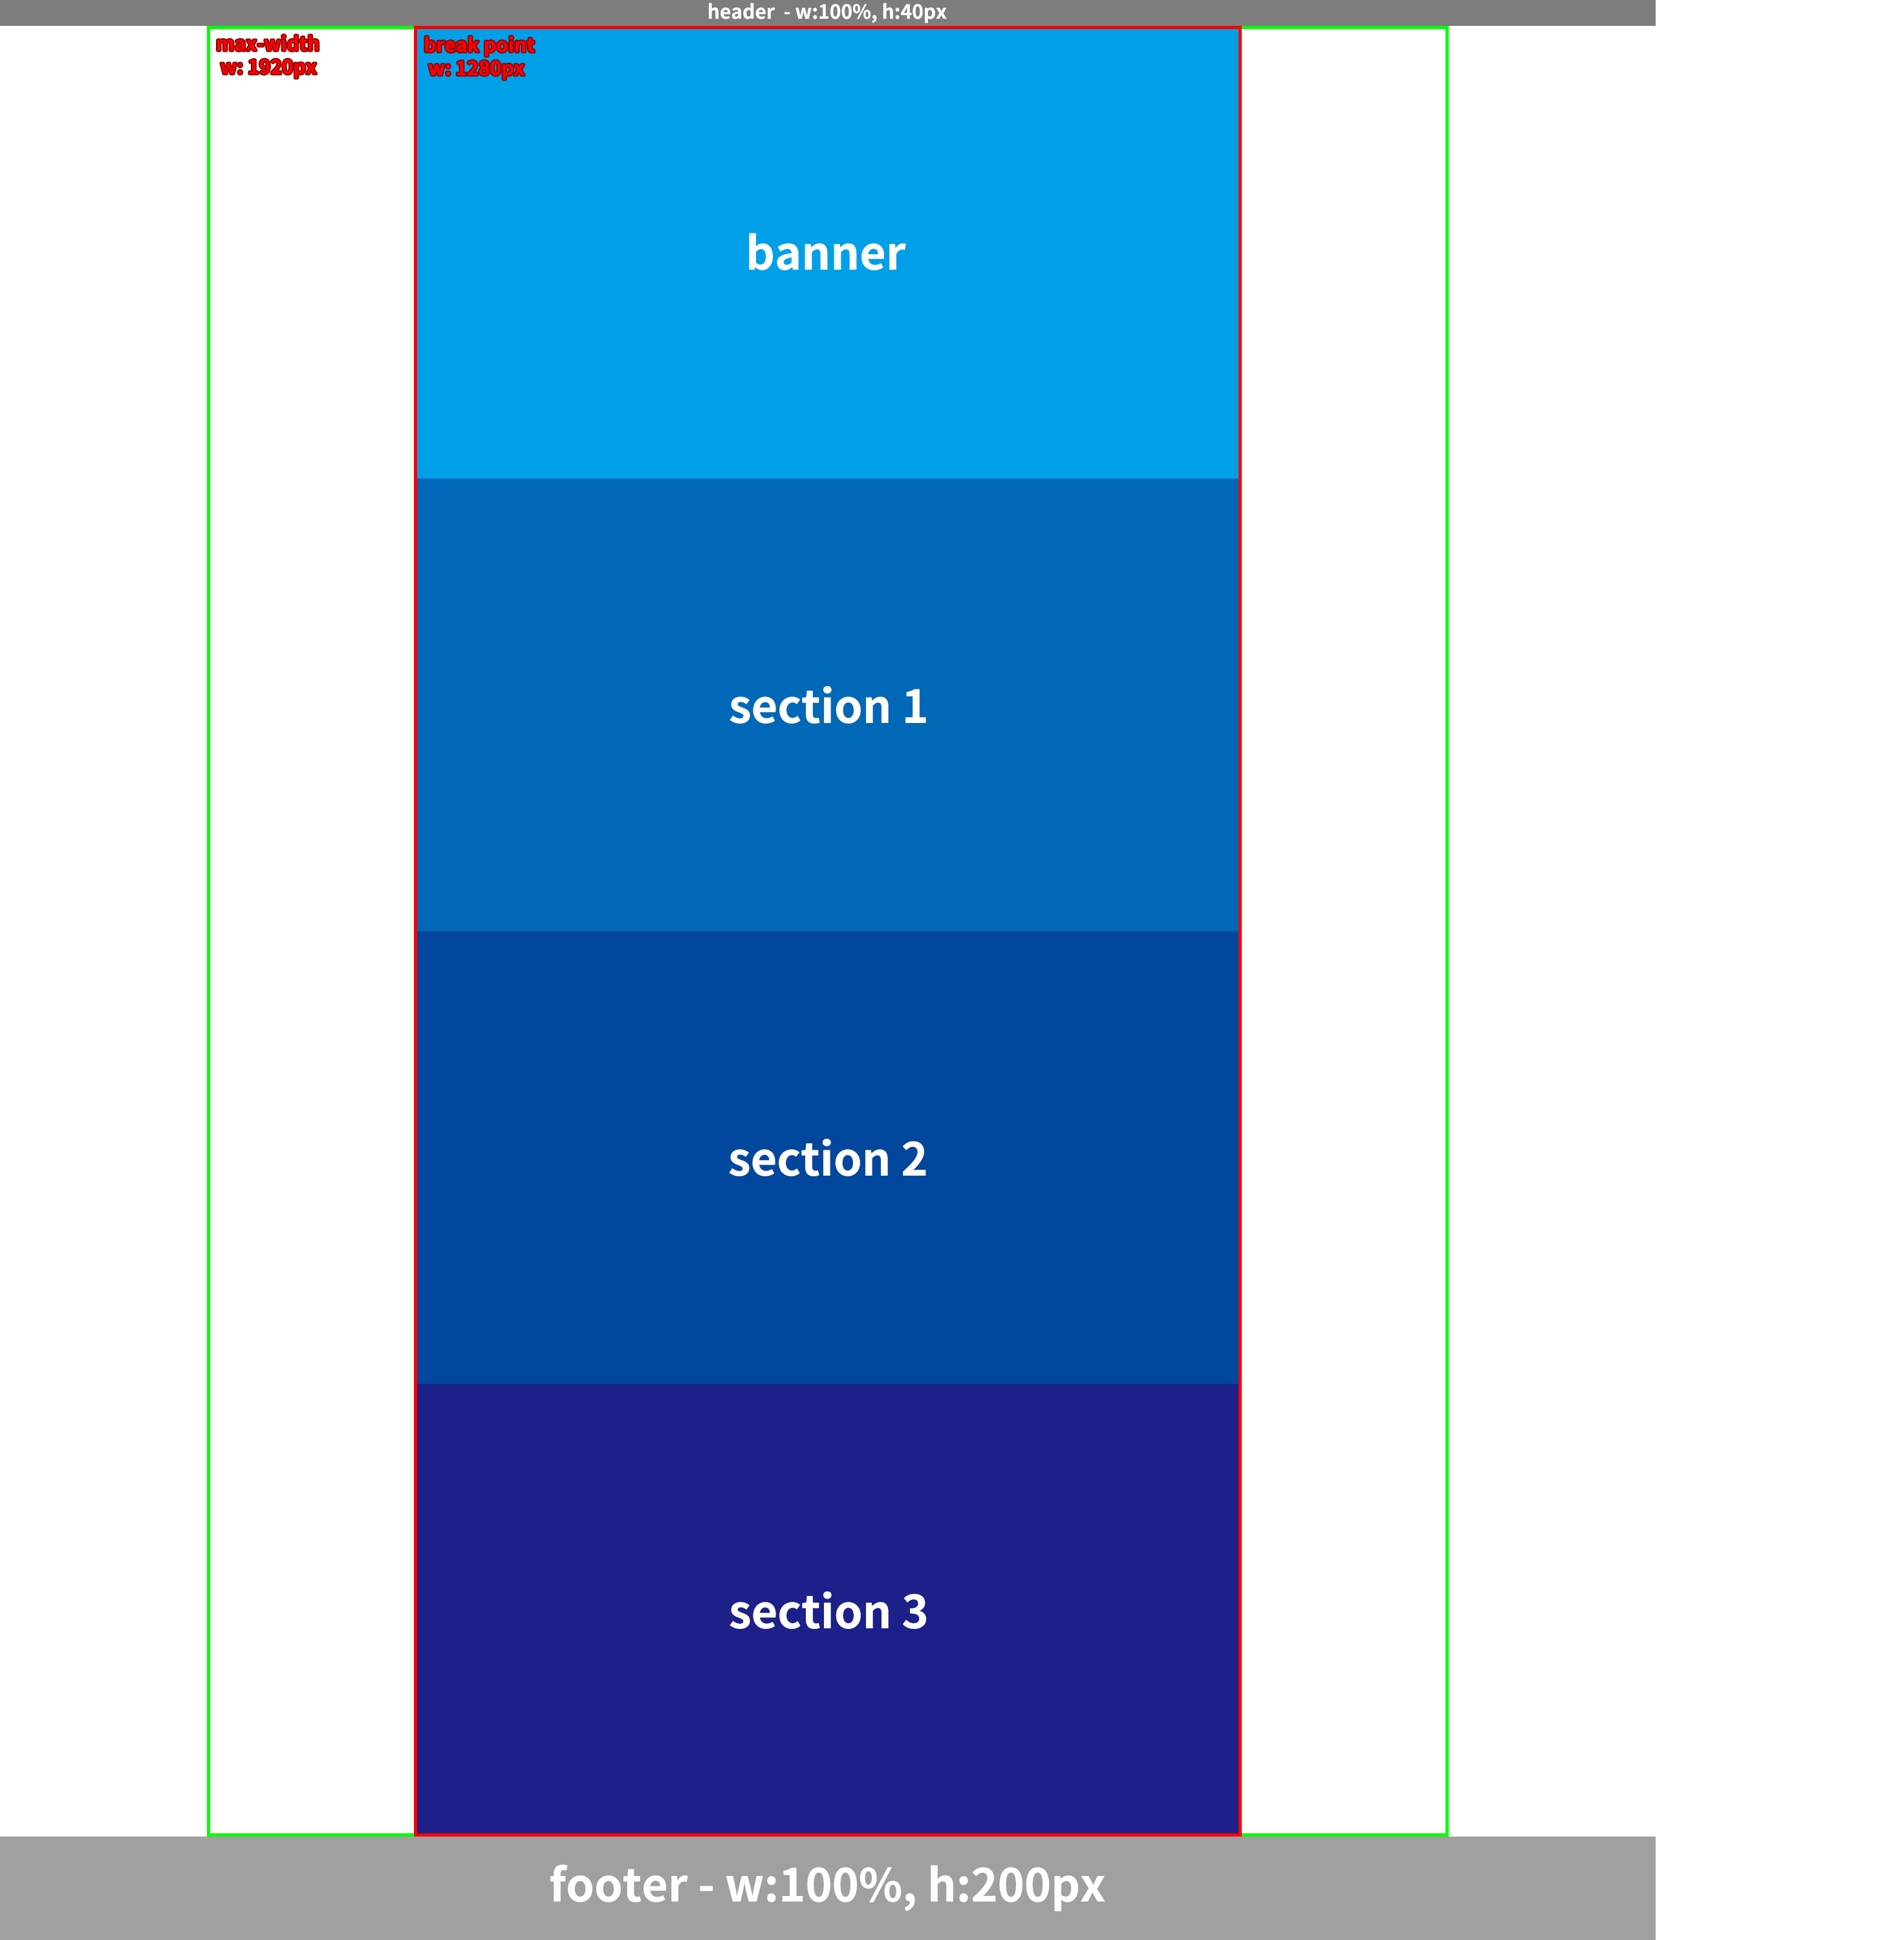 header - w:100%, h:40px
max-width
w: 1920px
break point
w: 1280px
banner
section 1
section 2
section 3
footer - w:100%, h:200px